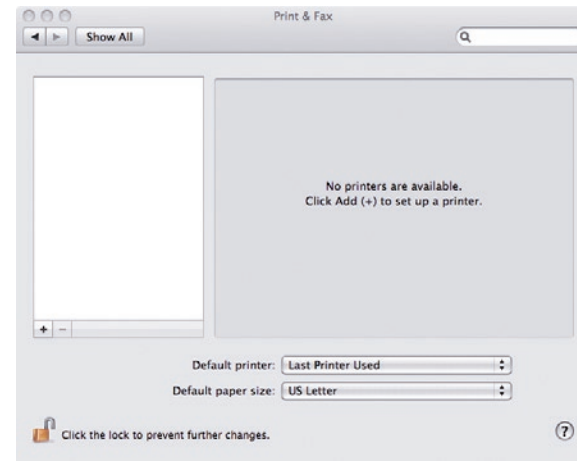 Print & Fax
Show All
No printers are available.
Click Add (+) to set up a printer.
+ −
Default printer: Last Printer Used
Default paper size: US Letter
Click the lock to prevent further changes.
?